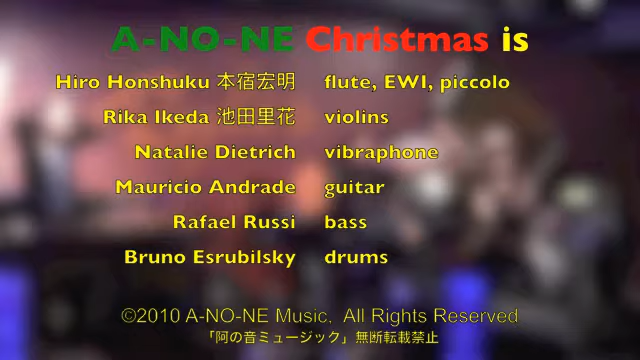 A-NO-NE Christmas is
Hiro Honshuku 本宿宏明 flute, EWI, piccolo
Rika Ikeda 池田里花 violins
Natalie Dietrich vibraphone
Mauricio Andrade guitar
Rafael Russi bass
Bruno Esrubilsky drums
©2010 A-NO-NE Music. All Rights Reserved
「阿の音ミュージック」無断転載禁止